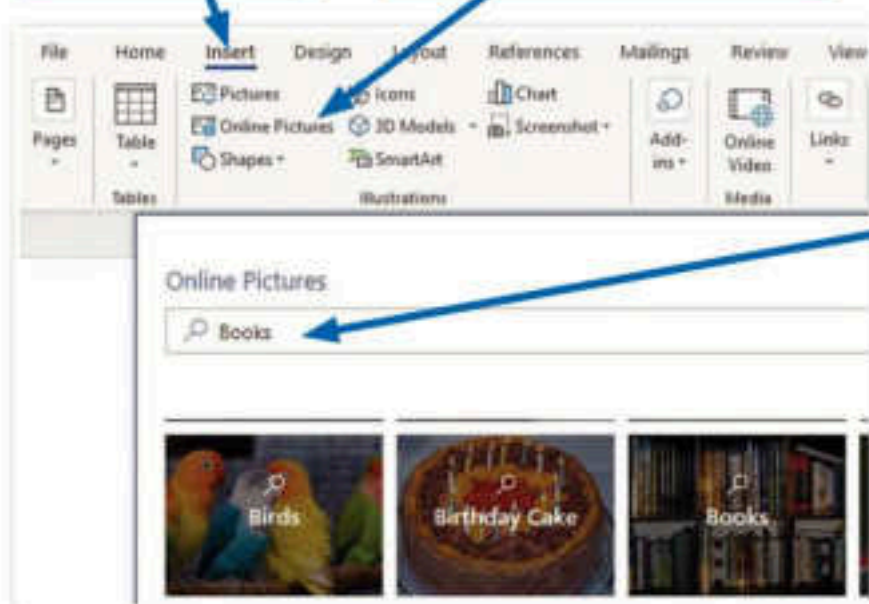 File Home Insert Design Layout References Mailings Review View
Pictures Icons Chart
Online Pictures 3D Models Screenshot
Shapes SmartArt
Pages Table Add-ins Online Video Links
Tables Illustrations Media
Online Pictures
Books
Birds Birthday Cake Books